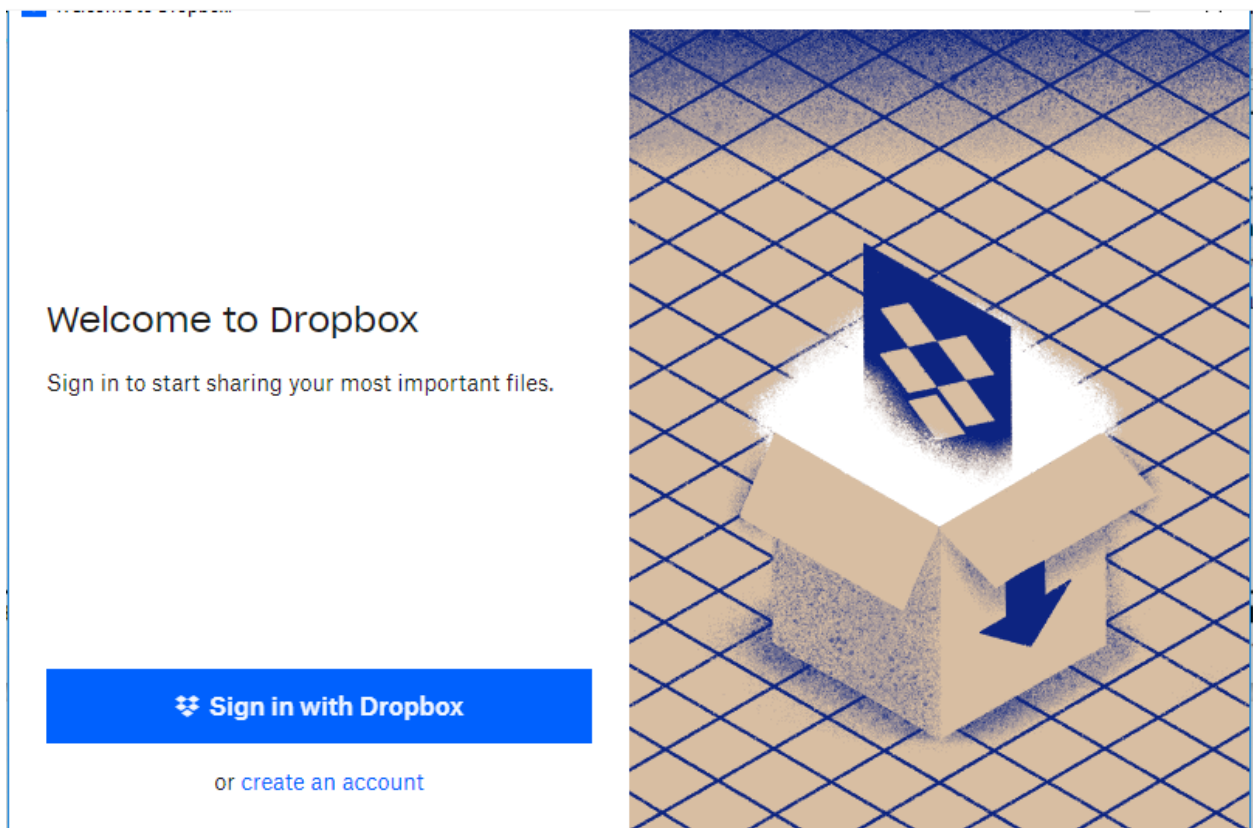 Welcome to Dropbox
Sign in to start sharing your most important files.
Sign in with Dropbox
or create an account